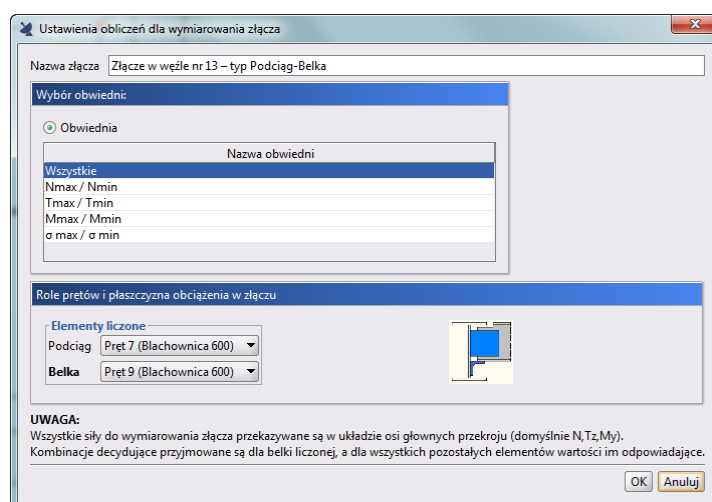 Ustawienia obliczeń dla wymiarowania złącza
Nazwa złącza Złącze w węźle nr 13 – typ Podciąg-Belka
Wybór obwiedni:
Obwiednia
Nazwa obwiedni
Wszystkie
Nmax / Nmin
Tmax / Tmin
Mmax / Mmin
σ max / σ min
Role prętów i płaszczyzna obciążenia w złączu
Elementy liczone
Podciąg Pręt 7 (Blachownica 600)
Belka Pręt 9 (Blachownica 600)
UWAGA:
Wszystkie siły do wymiarowania złącza przekazywane są w układzie osi głownych przekroju (domyślnie N,Tz,My).
Kombinacje decydujące przyjmowane są dla belki liczonej, a dla wszystkich pozostałych elementów wartości im odpowiadające.
OK Anuluj